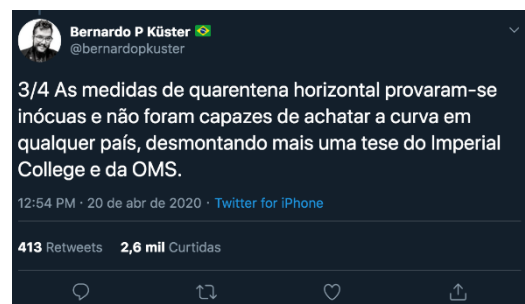 Bernardo P Küster 🇧🇷
@bernardopkuster
3/4 As medidas de quarentena horizontal provaram-se
inócuas e não foram capazes de achatar a curva em
qualquer país, desmontando mais uma tese do Imperial
College e da OMS.
12:54 PM · 20 de abr de 2020 · Twitter for iPhone
413 Retweets 2,6 mil Curtidas